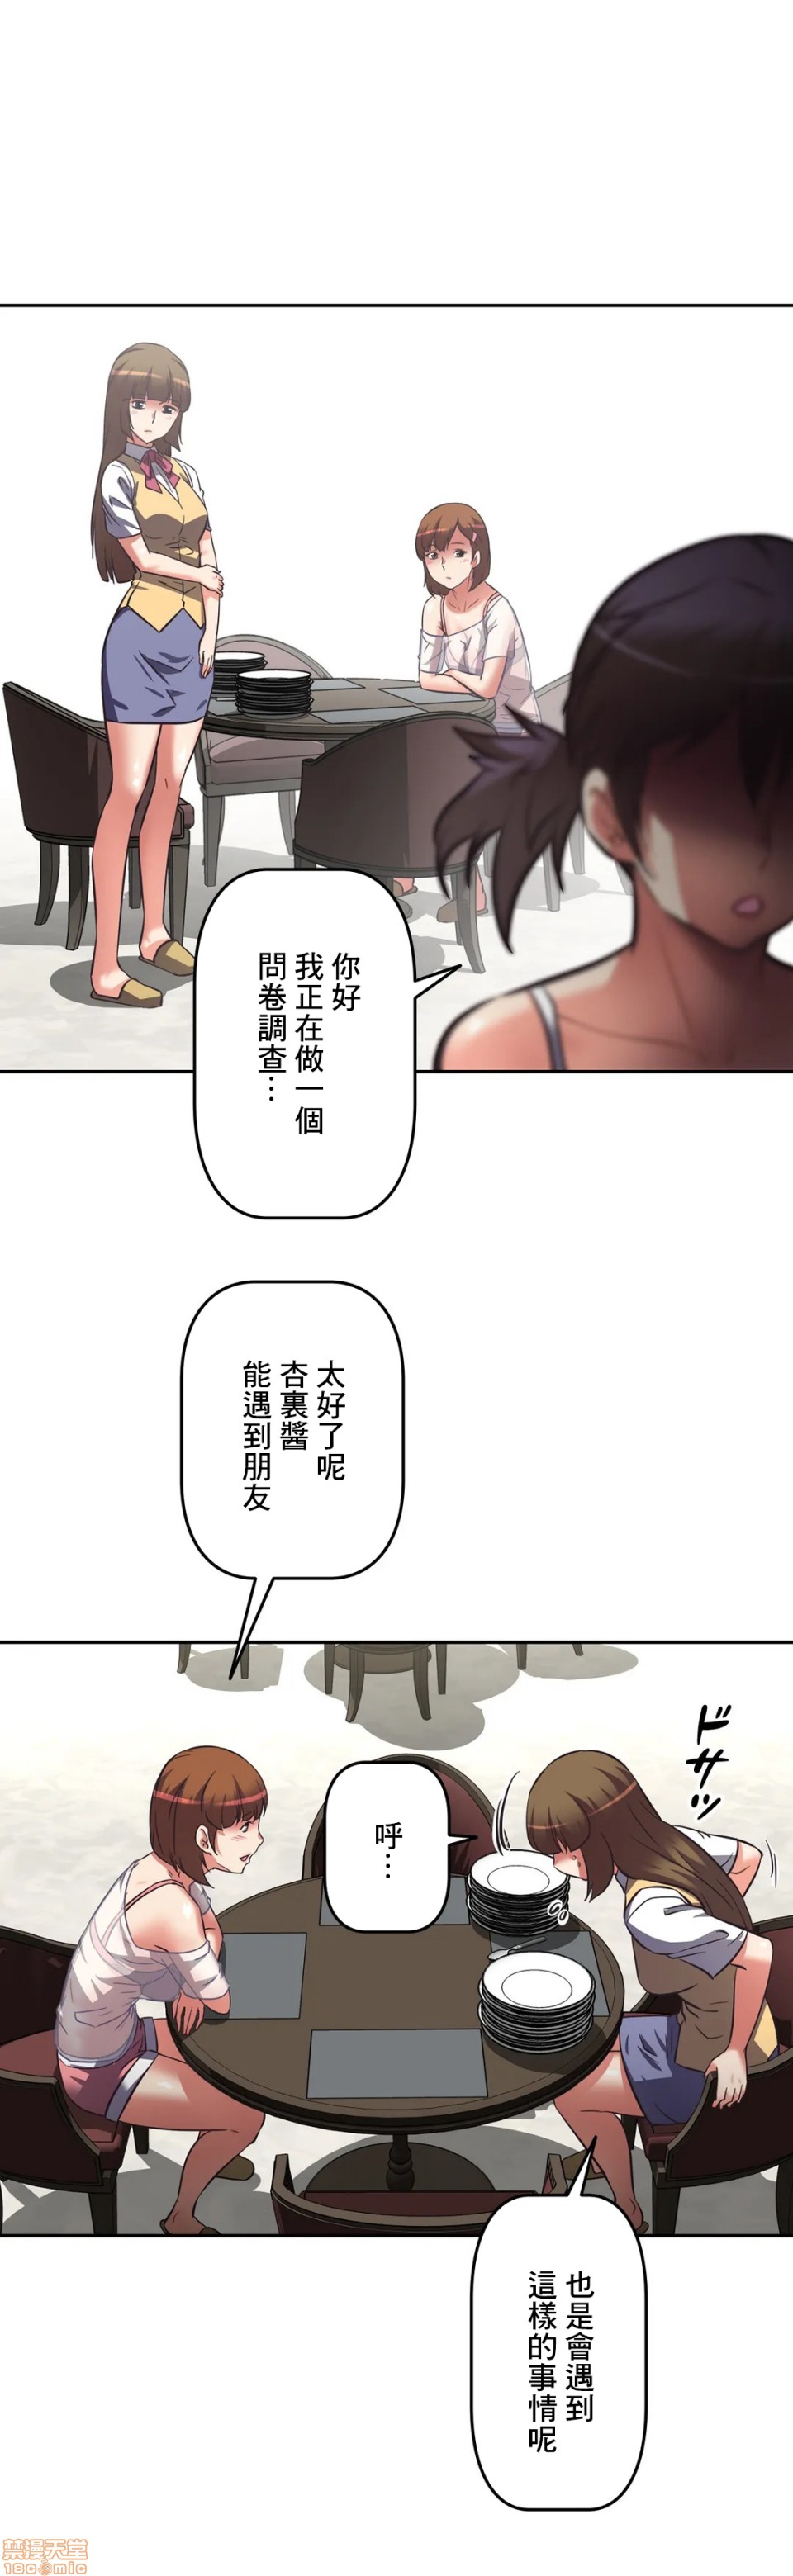 你好
我正在做一個
問卷調查…
太好了呢
杏裏醬
能遇到朋友
ドサッ
呼…
也是會遇到
這樣的事情呢
禁漫天堂
18comic